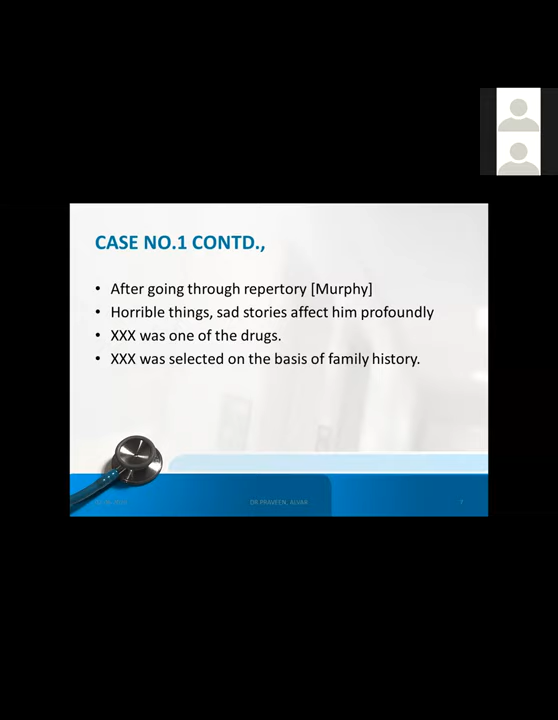 CASE NO.1 CONTD.,
• After going through repertory [Murphy]
• Horrible things, sad stories affect him profoundly
• XXX was one of the drugs.
• XXX was selected on the basis of family history.
DR PRAVEEN, ALVAR
7